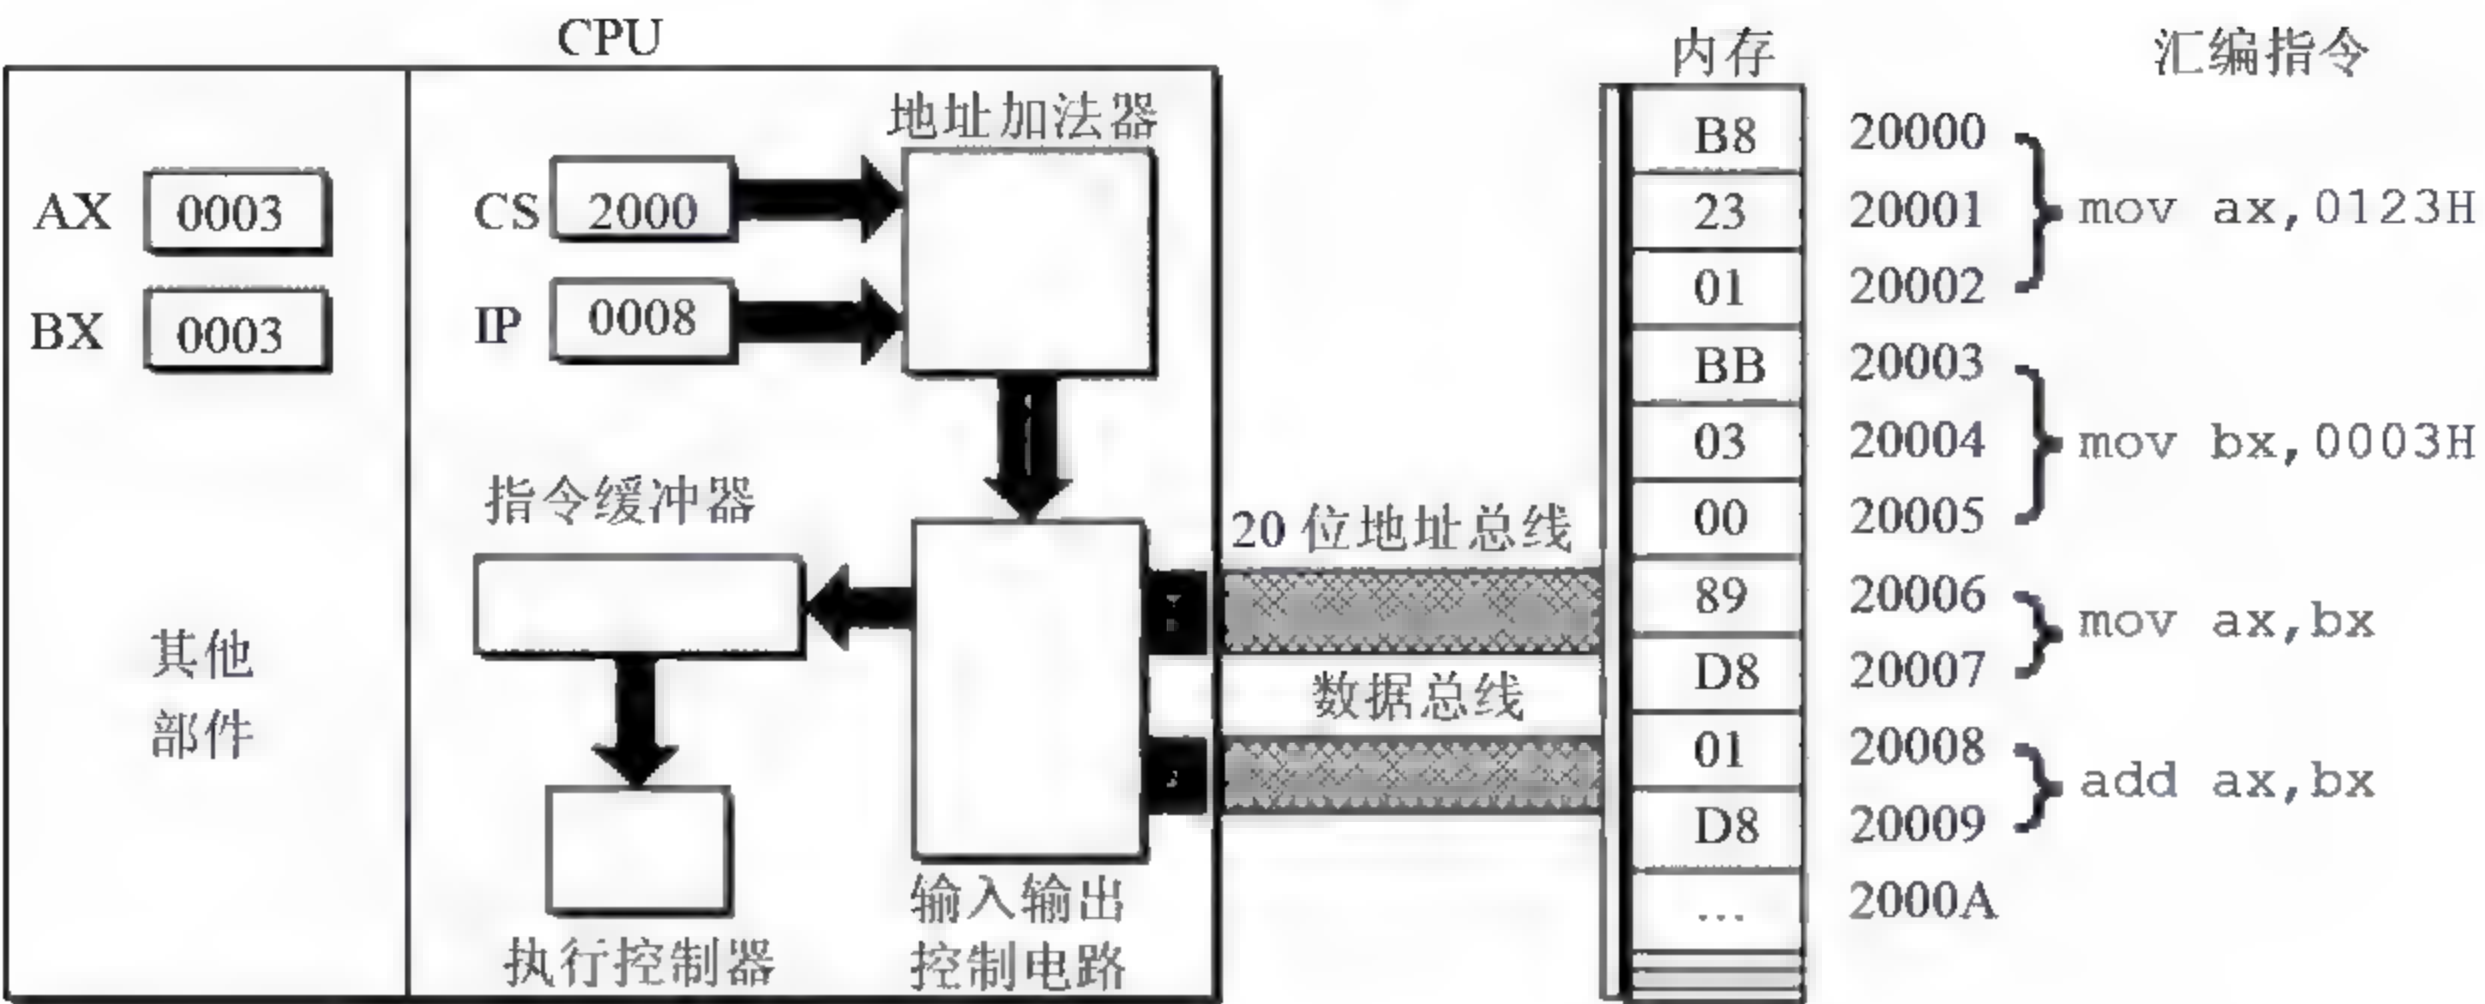 CPU
地址加法器
AX
0003
BX
0003
CS
2000
IP
0008
指令缓冲器
其他
部件
执行控制器
输入输出
控制电路
20 位地址总线
数据总线
内存
汇编指令
B8 20000
23 20001 mov ax,0123H
01 20002
BB 20003
03 20004 mov bx,0003H
00 20005
89 20006
mov ax,bx
D8 20007
01 20008
add ax,bx
D8 20009
… 2000A